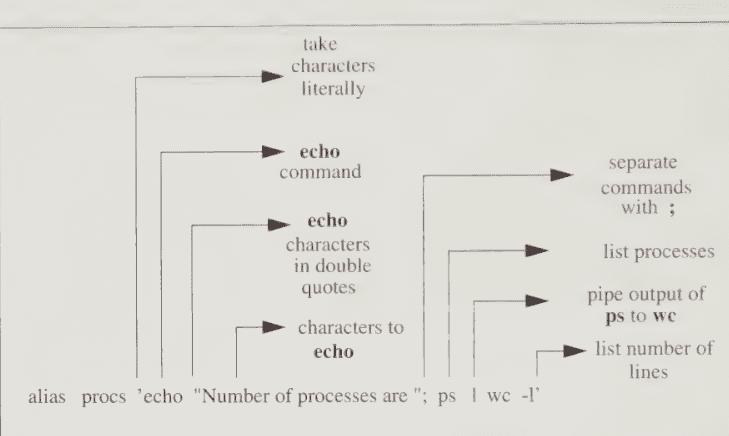 take
characters
literally
echo
command
echo
characters
in double
quotes
characters to
echo
separate
commands
with ;
list processes
pipe output of
ps to wc
list number of
lines
alias procs 'echo "Number of processes are "; ps | wc -l'